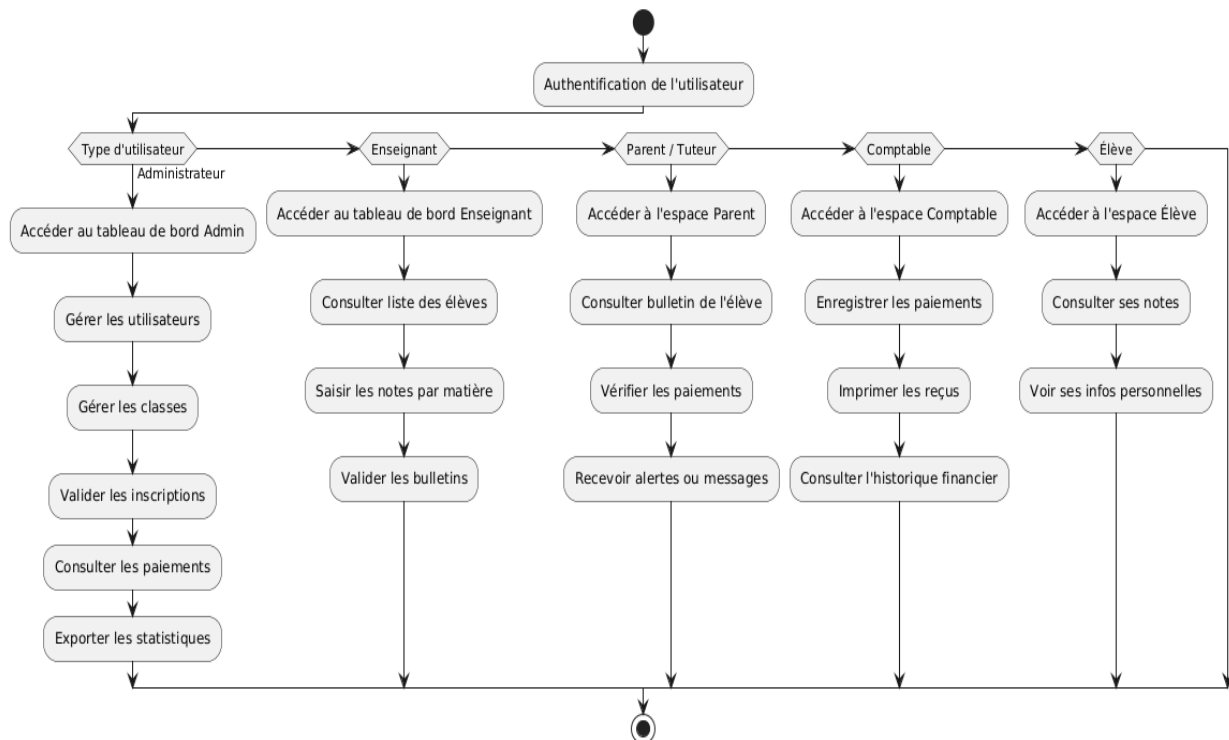 Authentification de l'utilisateur
Type d'utilisateur
Enseignant
Parent / Tuteur
Comptable
Élève
Administrateur
Accéder au tableau de bord Admin
Gérer les utilisateurs
Gérer les classes
Valider les inscriptions
Consulter les paiements
Exporter les statistiques
Accéder au tableau de bord Enseignant
Consulter liste des élèves
Saisir les notes par matière
Valider les bulletins
Accéder à l'espace Parent
Consulter bulletin de l'élève
Vérifier les paiements
Recevoir alertes ou messages
Accéder à l'espace Comptable
Enregistrer les paiements
Imprimer les reçus
Consulter l'historique financier
Accéder à l'espace Élève
Consulter ses notes
Voir ses infos personnelles